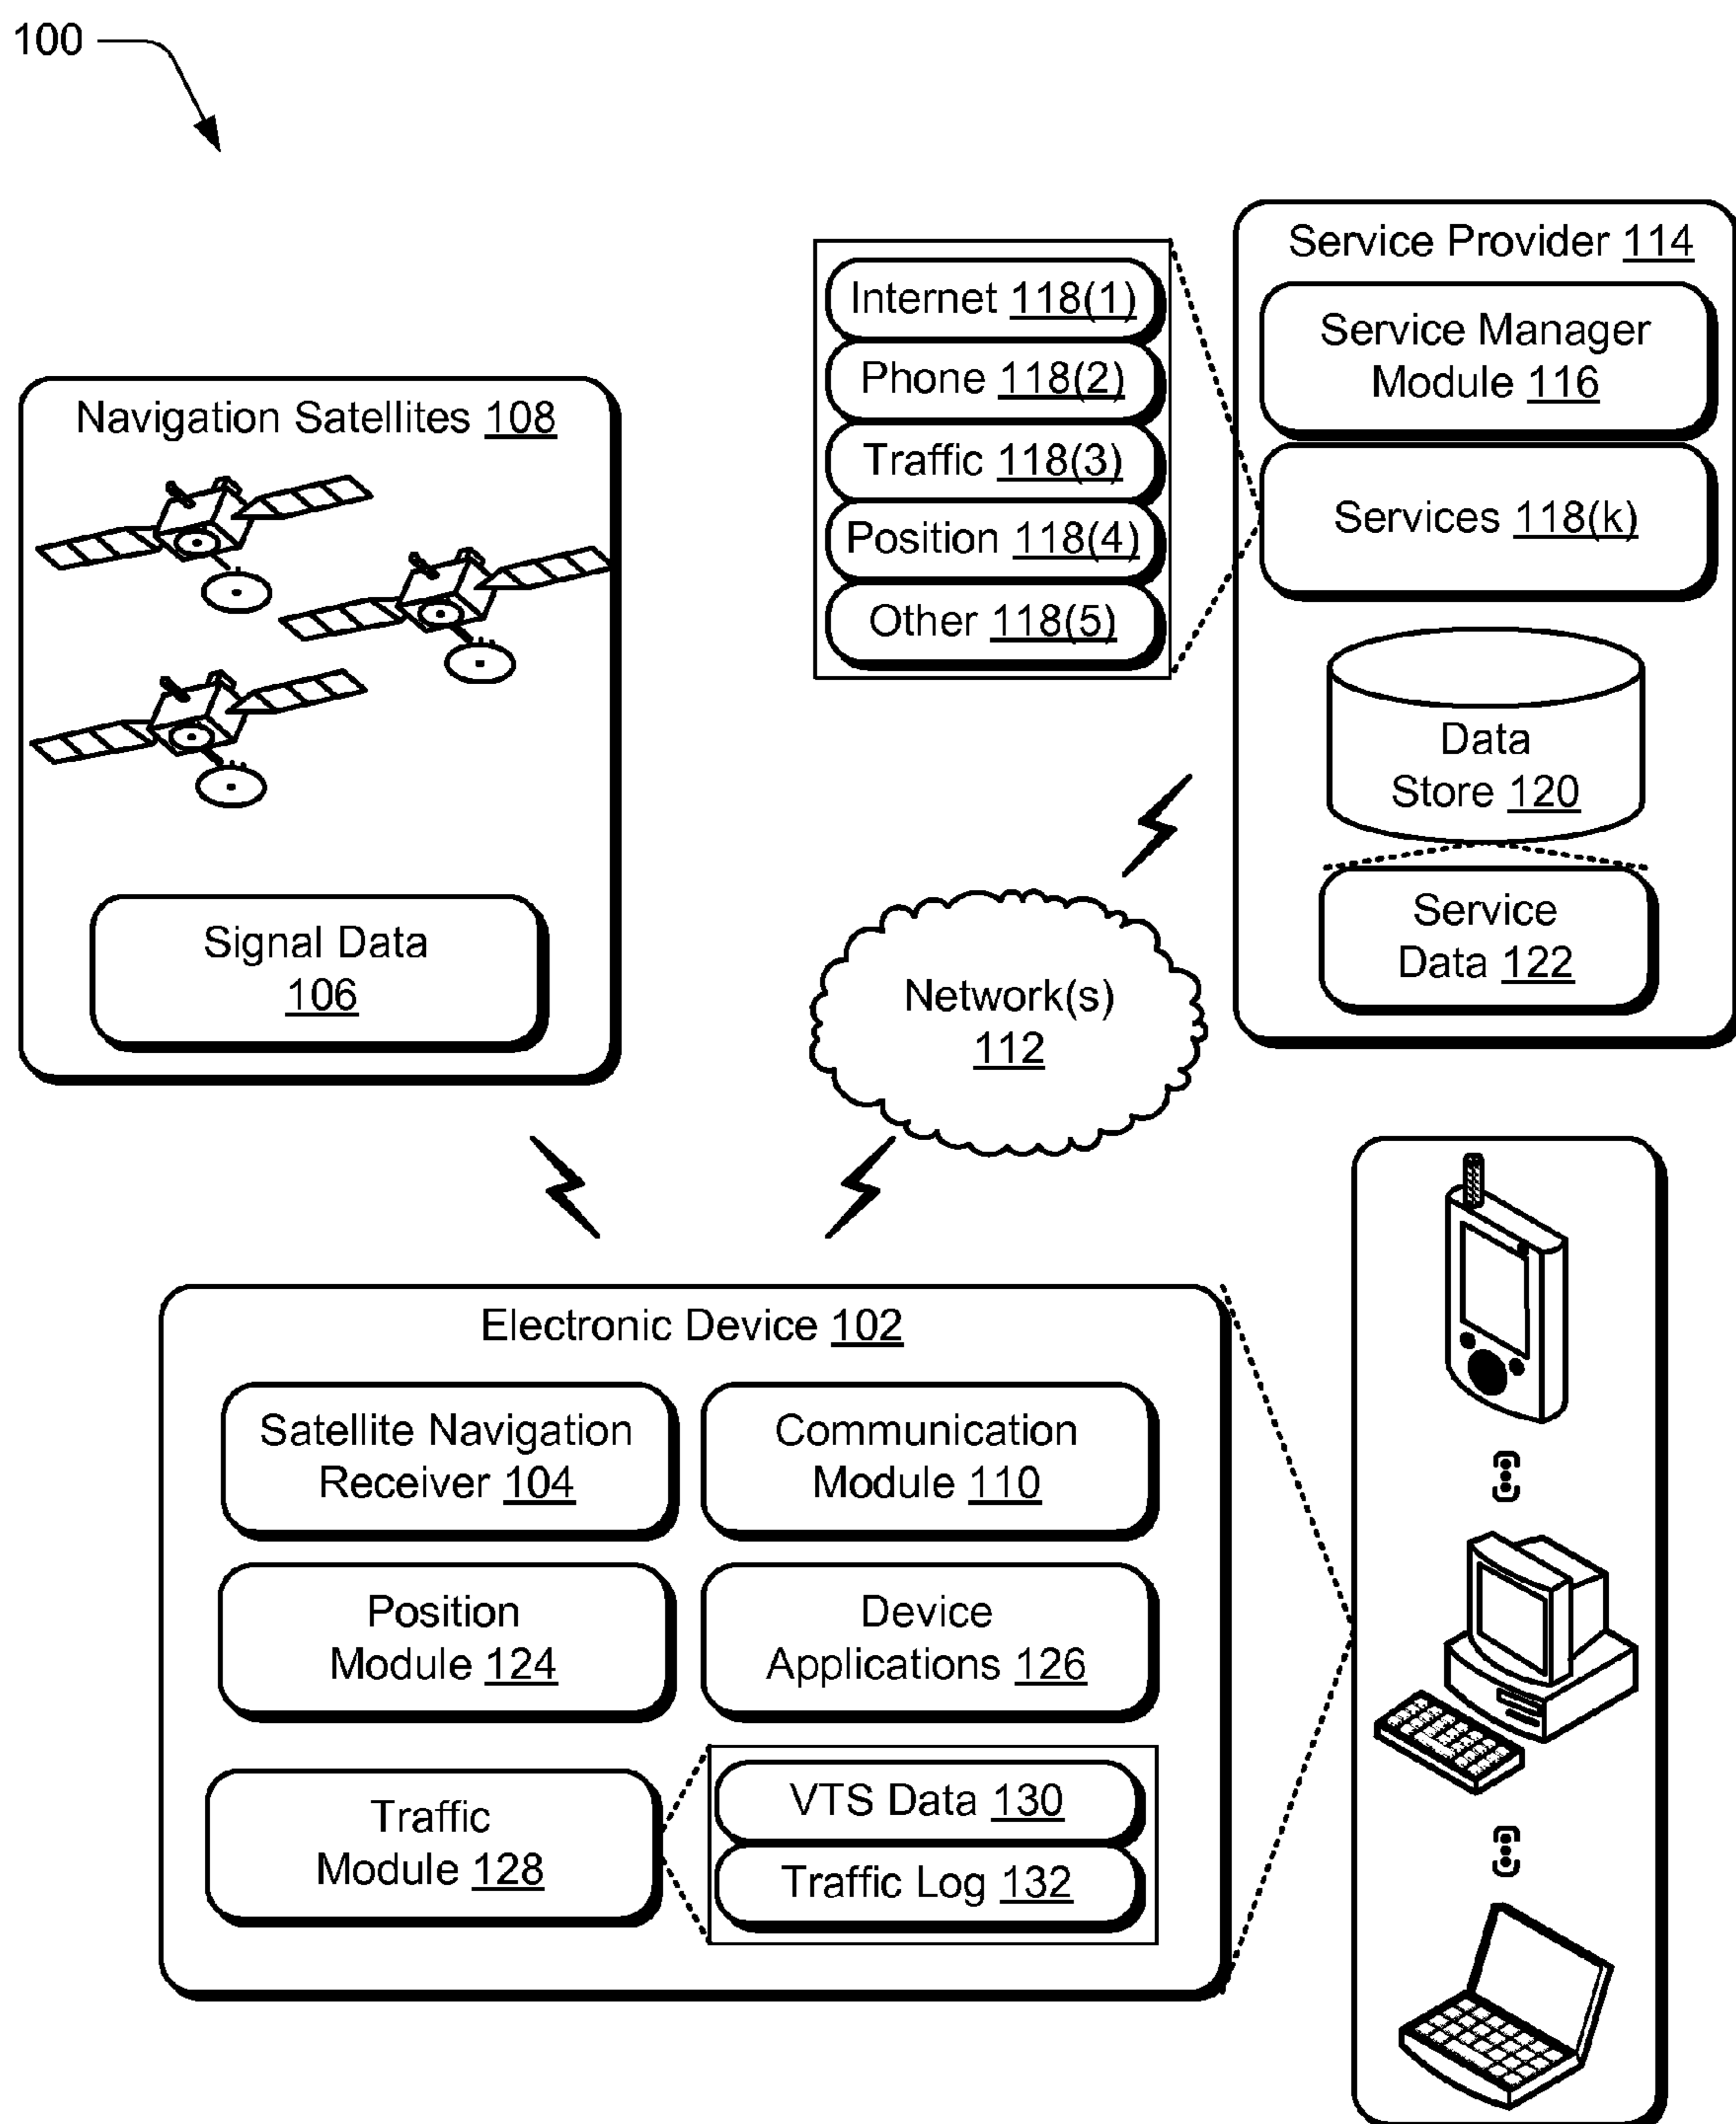 100
Service Provider 114
Service Manager
Module 116
Services 118(k)
Data
Store 120
Service
Data 122
Internet 118(1)
Phone 118(2)
Traffic 118(3)
Position 118(4)
Other 118(5)
Navigation Satellites 108
Signal Data
106
Network(s)
112
Electronic Device 102
Satellite Navigation
Receiver 104
Communication
Module 110
Position
Module 124
Device
Applications 126
Traffic
Module 128
VTS Data 130
Traffic Log 132